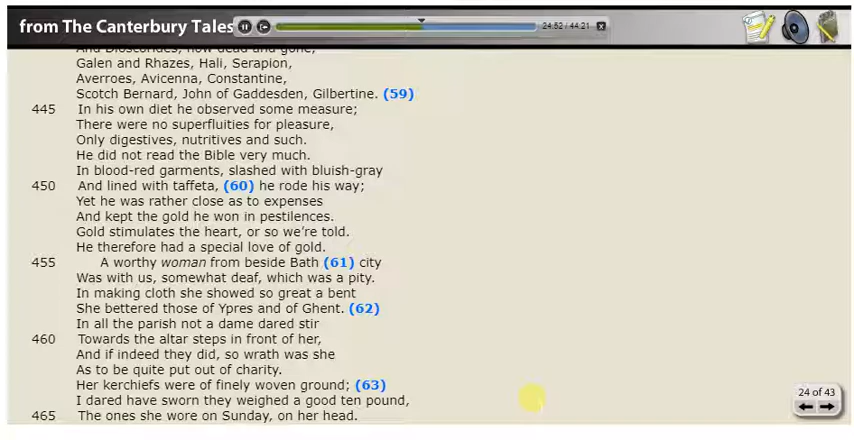 from The Canterbury Tales
24:52 / 44:21
And Dioscorides, now dead and gone,
Galen and Rhazes, Hali, Serapion,
Averroes, Avicenna, Constantine,
Scotch Bernard, John of Gaddesden, Gilbertine. (59)
445 In his own diet he observed some measure;
There were no superfluities for pleasure,
Only digestives, nutritives and such.
He did not read the Bible very much.
In blood-red garments, slashed with bluish-gray
450 And lined with taffeta, (60) he rode his way;
Yet he was rather close as to expenses
And kept the gold he won in pestilences.
Gold stimulates the heart, or so we're told.
He therefore had a special love of gold.
455 A worthy woman from beside Bath (61) city
Was with us, somewhat deaf, which was a pity.
In making cloth she showed so great a bent
She bettered those of Ypres and of Ghent. (62)
In all the parish not a dame dared stir
460 Towards the altar steps in front of her,
And if indeed they did, so wrath was she
As to be quite put out of charity.
Her kerchiefs were of finely woven ground; (63)
I dared have sworn they weighed a good ten pound,
465 The ones she wore on Sunday, on her head.
24 of 43